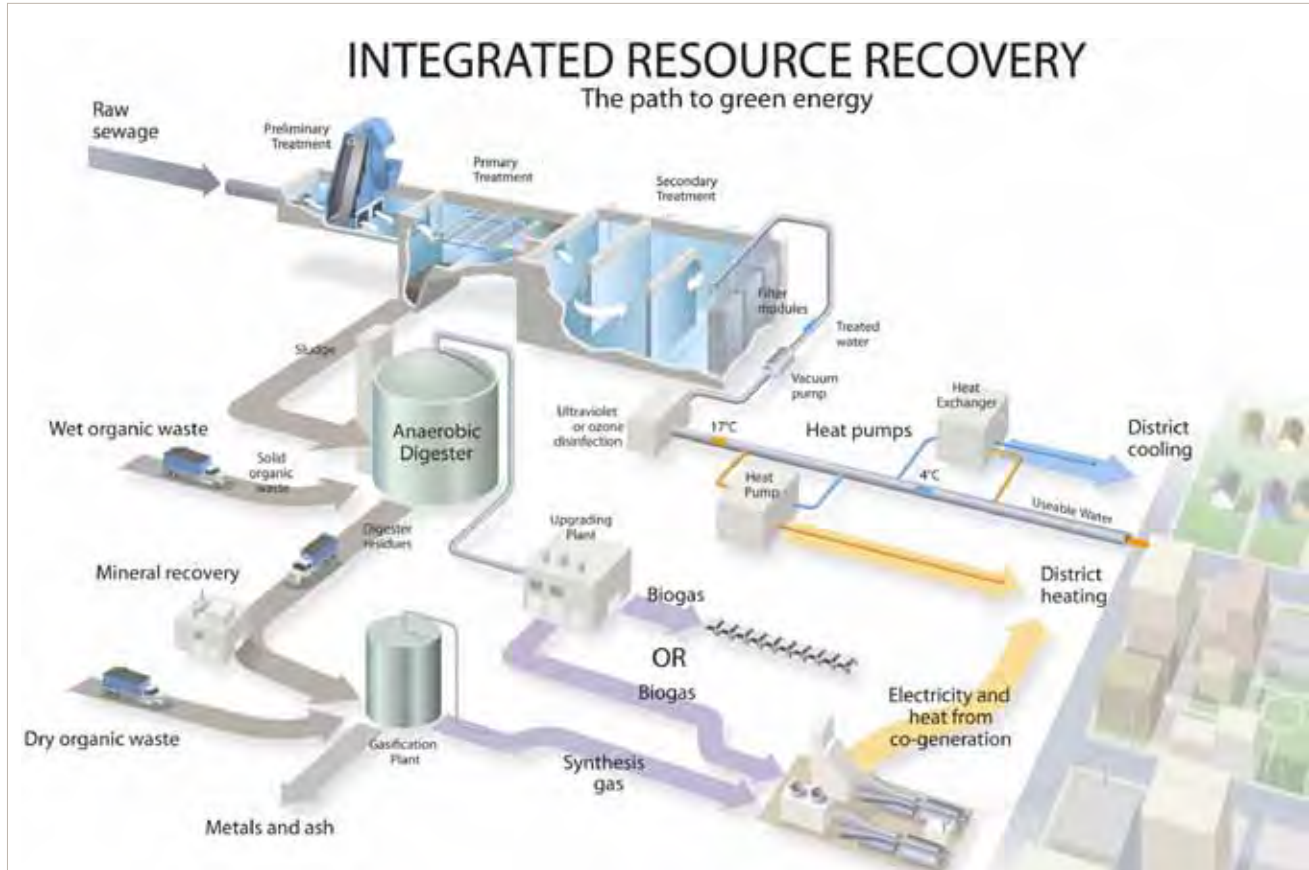 INTEGRATED RESOURCE RECOVERY
The path to green energy
Raw
sewage
Preliminary
Treatment
Primary
Treatment
Secondary
Treatment
Filter
modules
Treated
water
Vacuum
pump
Sludge
Ultraviolet
or ozone
disinfection
17°C
Heat pumps
Heat
Exchanger
District
cooling
Wet organic waste
Solid
organic
waste
Anaerobic
Digester
Heat
Pump
4°C
Useable Water
Digester
residues
Upgrading
Plant
Mineral recovery
Biogas
District
heating
OR
Biogas
Electricity and
heat from
co-generation
Dry organic waste
Gasification
Plant
Synthesis
gas
Metals and ash